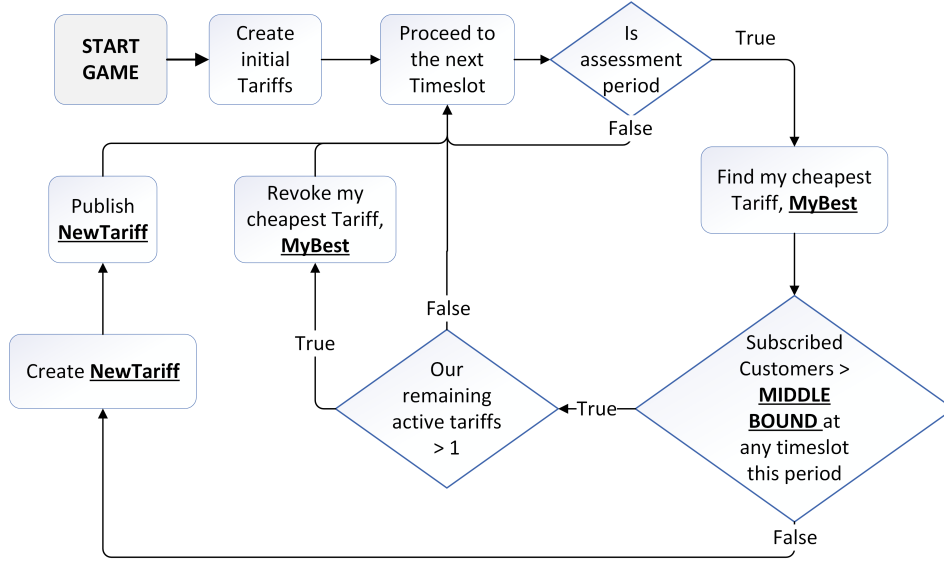 START
GAME
Create
initial
Tariffs
Proceed to
the next
Timeslot
Is
assessment
period
True
False
Find my cheapest
Tariff, MyBest
Publish
NewTariff
Revoke my
cheapest Tariff,
MyBest
False
True
Create NewTariff
Our
remaining
active tariffs
> 1
True
Subscribed
Customers >
MIDDLE
BOUND at
any timeslot
this period
False